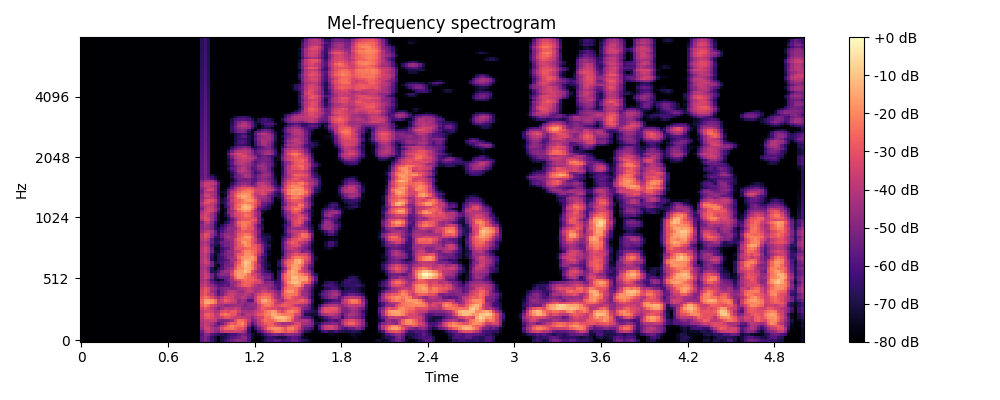 Mel-frequency spectrogram
+0 dB
-10 dB
-20 dB
-30 dB
-40 dB
-50 dB
-60 dB
-70 dB
-80 dB
Hz
4096
2048
1024
512
0
0 0.6 1.2 1.8 2.4 3 3.6 4.2 4.8
Time